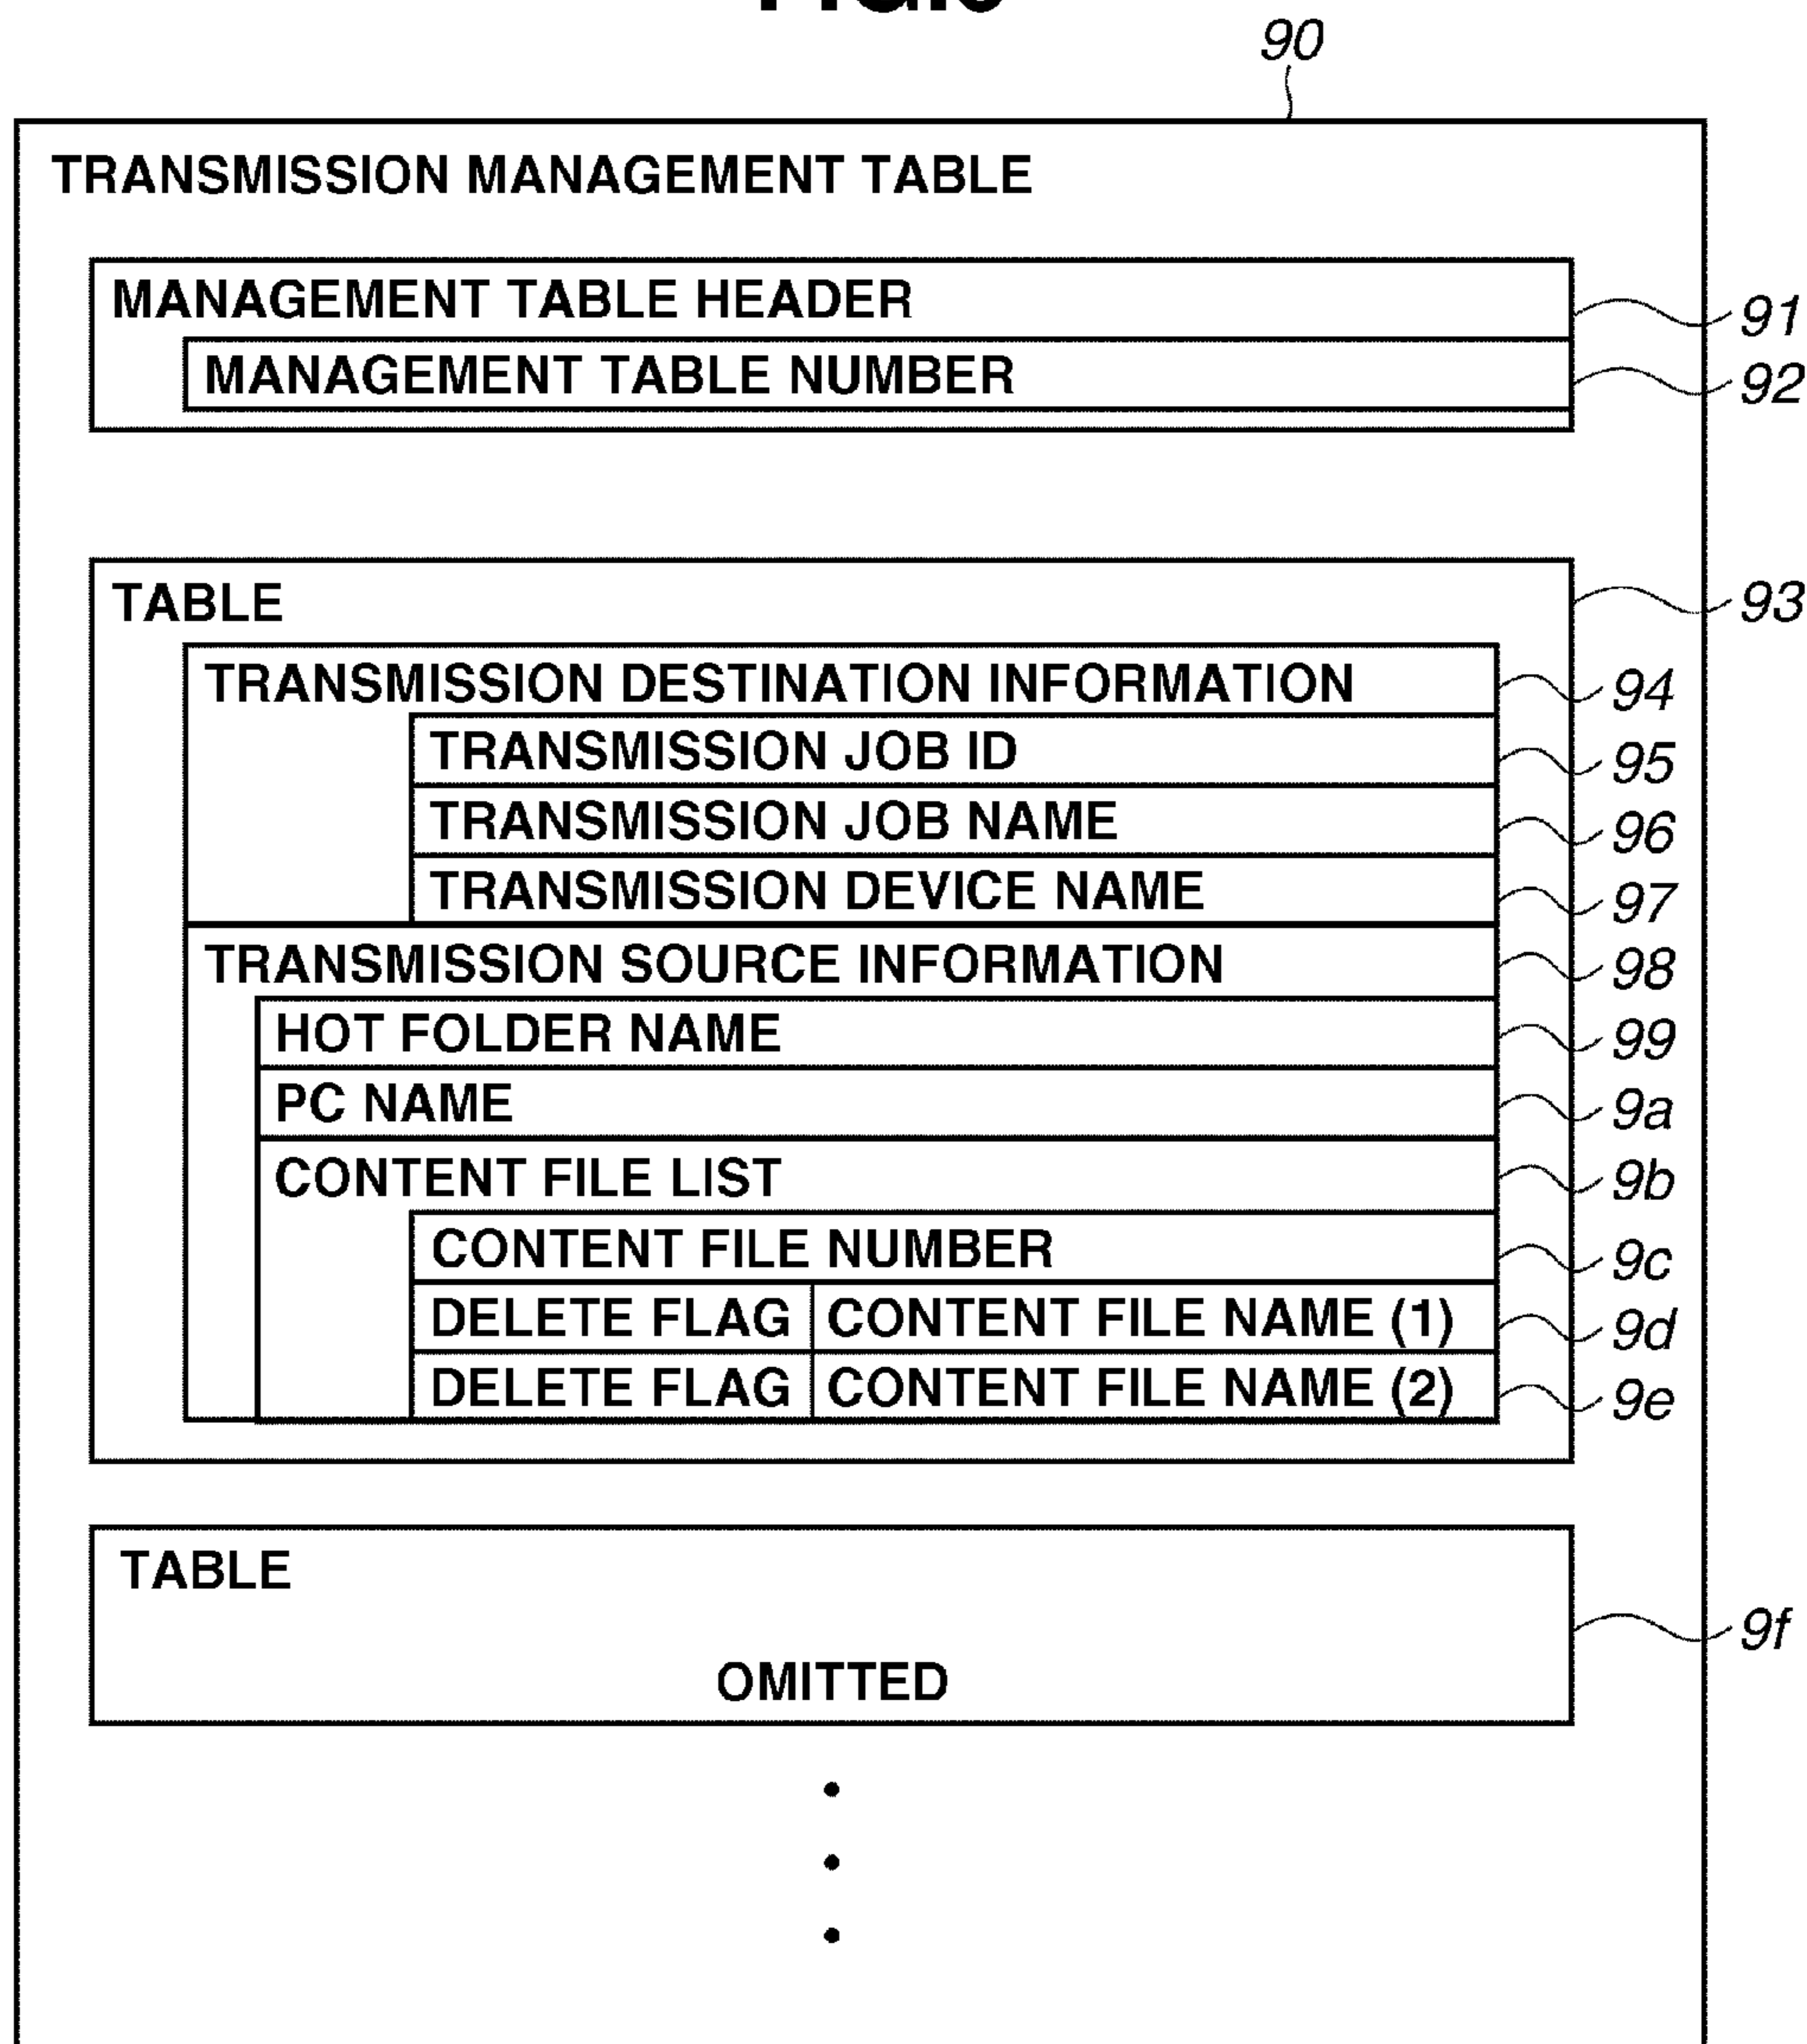 90
TRANSMISSION MANAGEMENT TABLE
MANAGEMENT TABLE HEADER 91
MANAGEMENT TABLE NUMBER 92
TABLE 93
TRANSMISSION DESTINATION INFORMATION 94
TRANSMISSION JOB ID 95
TRANSMISSION JOB NAME 96
TRANSMISSION DEVICE NAME 97
TRANSMISSION SOURCE INFORMATION 98
HOT FOLDER NAME 99
PC NAME 9a
CONTENT FILE LIST 9b
CONTENT FILE NUMBER 9c
DELETE FLAG CONTENT FILE NAME (1) 9d
DELETE FLAG CONTENT FILE NAME (2) 9e
TABLE
9f
OMITTED